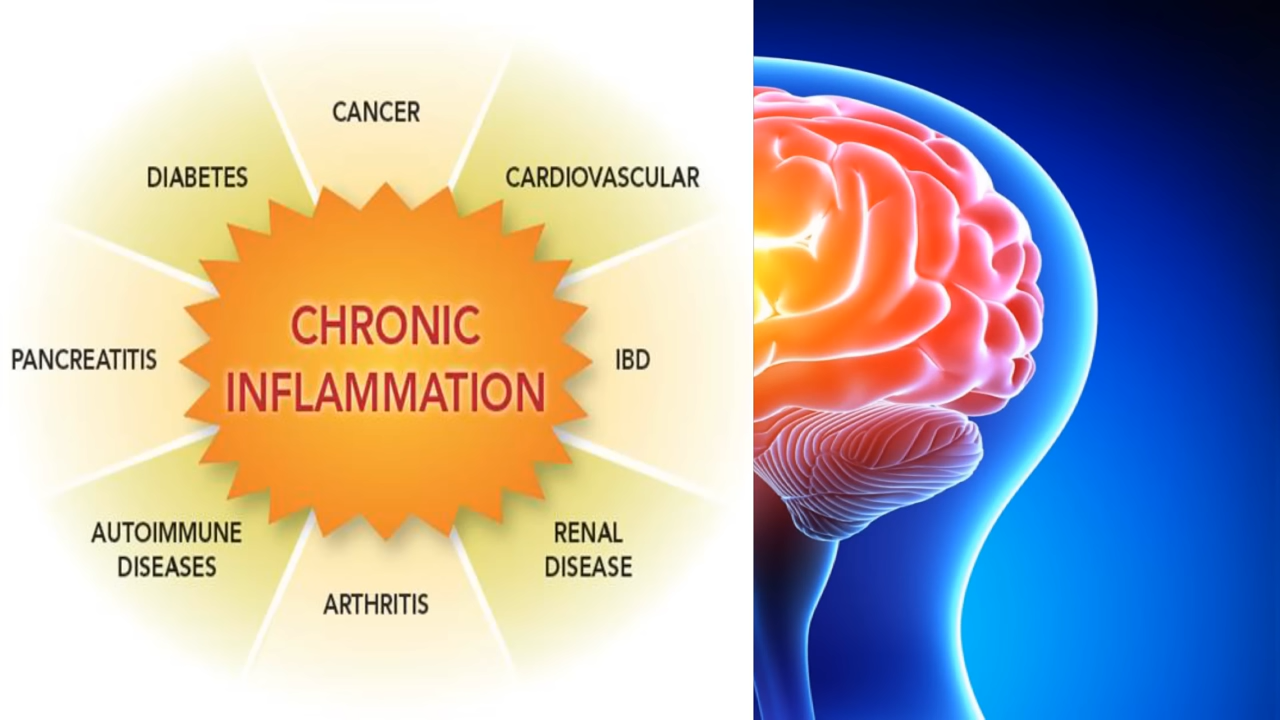 CANCER
DIABETES
CARDIOVASCULAR
CHRONIC
INFLAMMATION
PANCREATITIS
IBD
AUTOIMMUNE
DISEASES
RENAL
DISEASE
ARTHRITIS